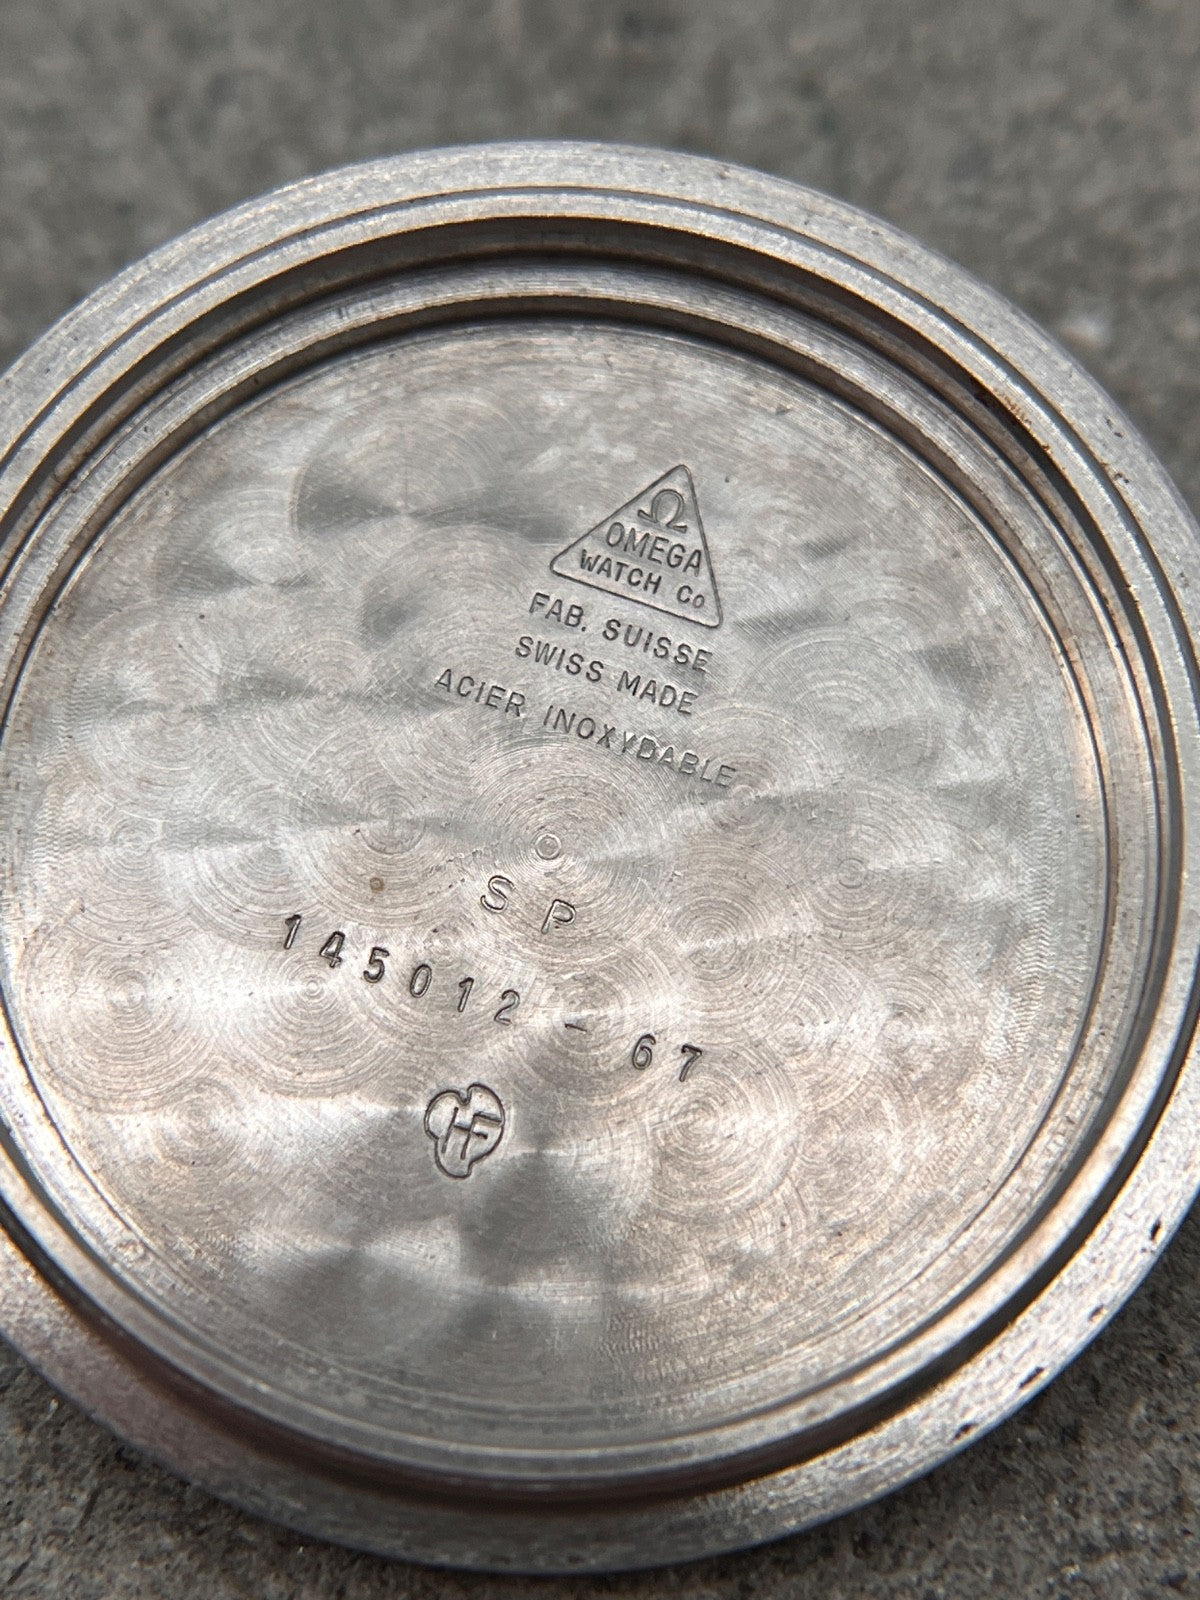 Ω
OMEGA
WATCH Co
FAB. SUISSE
SWISS MADE
ACIER INOXYDABLE
SP
145012-67
HF